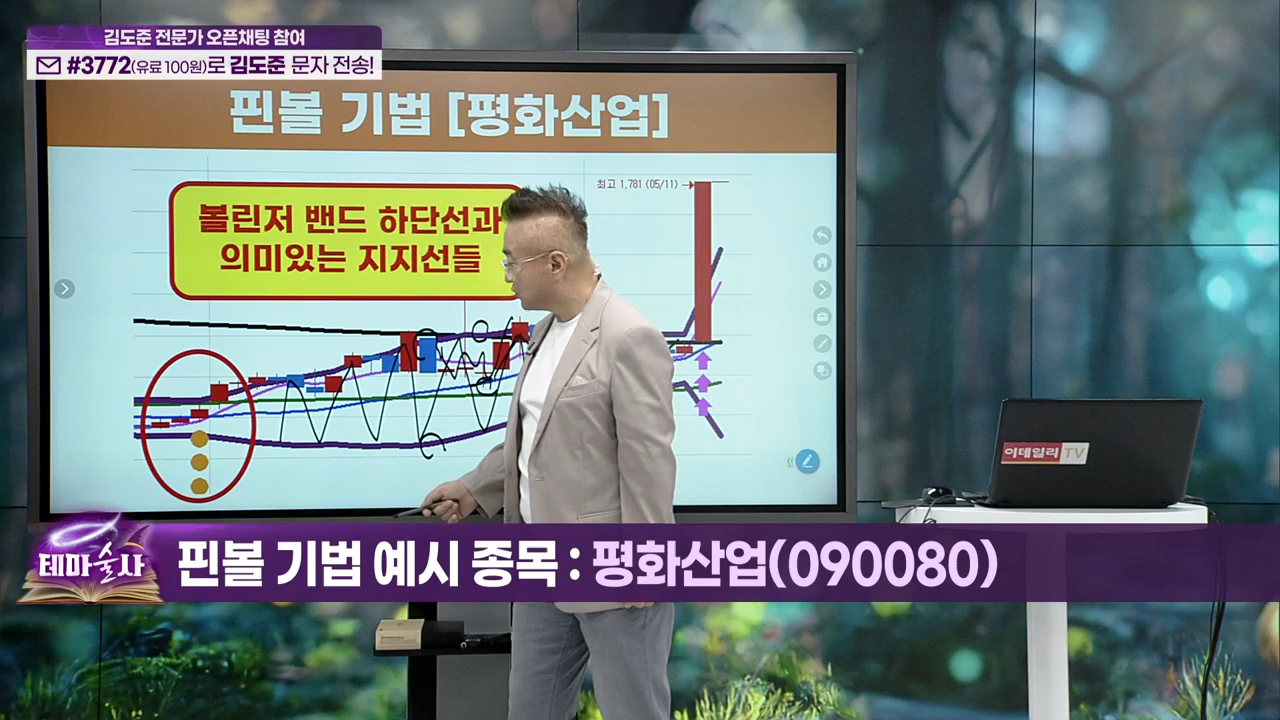 김도준 전문가 오픈채팅 참여
#3772(유료 100원)로 김도준 문자 전송!
핀볼 기법 [평화산업]
최고 1,781 (05/11)
볼린저 밴드 하단선과
의미있는 지지선들
이데일리 TV
테마술사
핀볼 기법 예시 종목 : 평화산업(090080)